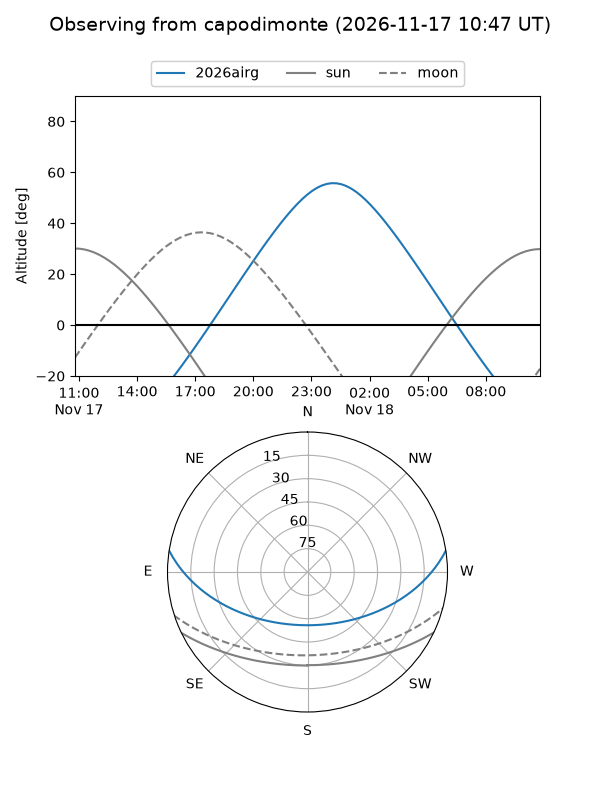 Observing from capodimonte (2026-11-17 10:47 UT)
2026airg sun moon
Altitude [deg]
80
60
40
20
0
−20
11:00 14:00 17:00 20:00 23:00 02:00 05:00 08:00
Nov 17 Nov 18
N
NE NW
15
30
45
60
75
E W
SE SW
S